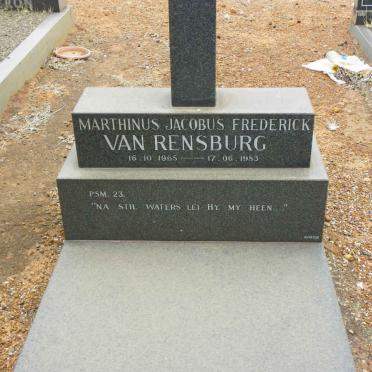 MARTHINUS JACOBUS FREDERICK
VAN RENSBURG
16.10.1965 — 17.06.1983
PSM. 23.
"NA STIL WATERS LEI HY MY HEEN..."